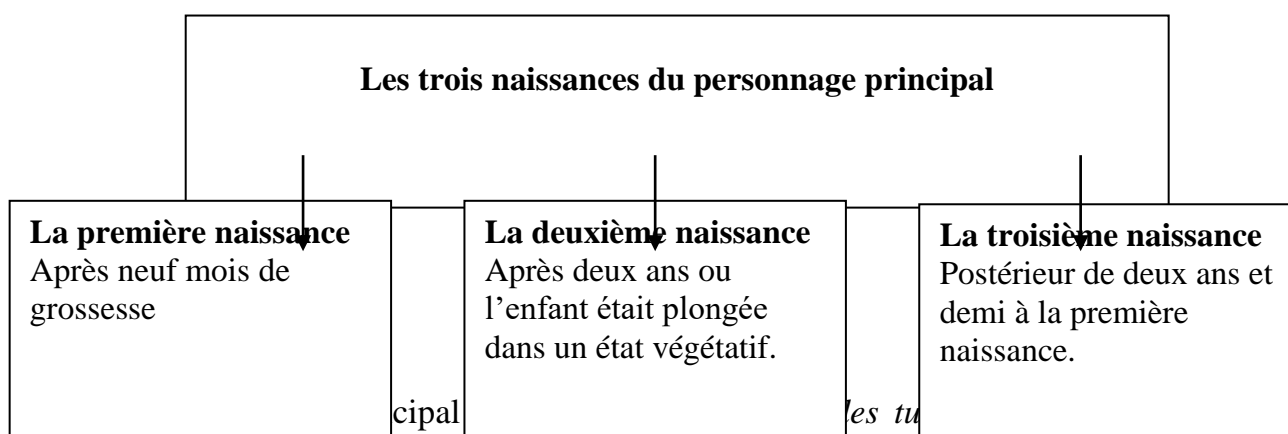 Les trois naissances du personnage principal
La première naissance
Après neuf mois de
grossesse
La deuxième naissance
Après deux ans ou
l’enfant était plongée
dans un état végétatif.
La troisième naissance
Postérieur de deux ans et
demi à la première
naissance.
cipal les tu